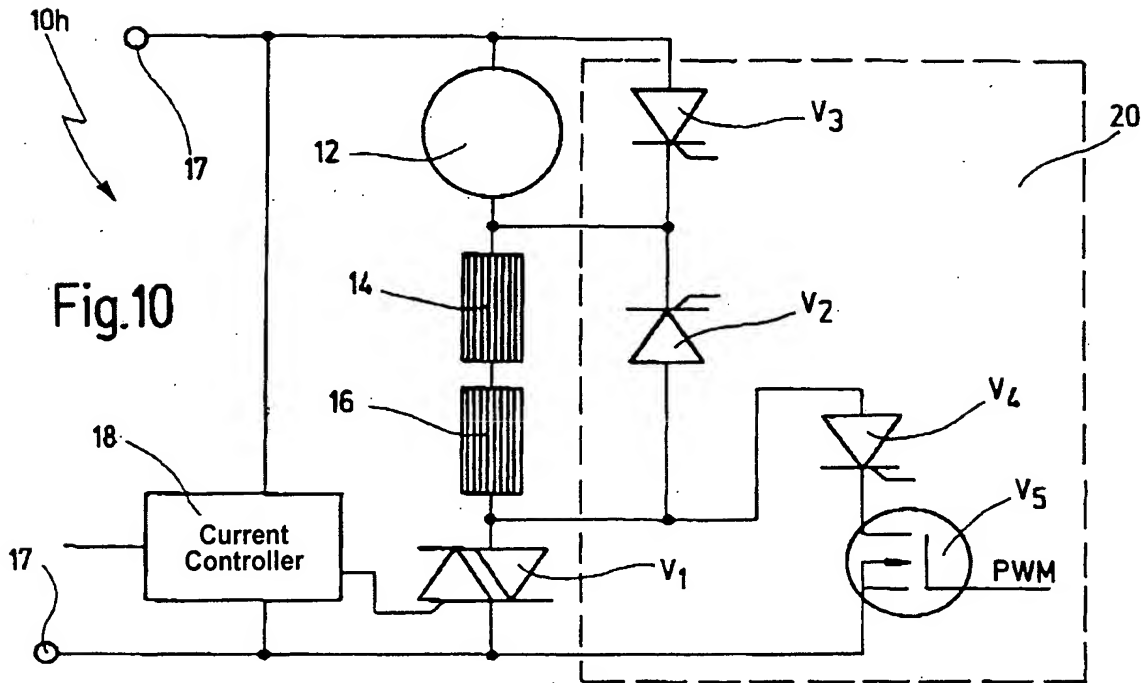 10h
17
12
V3
20
Fig.10
14
V2
16
V4
18
Current
Controller
V5
17
V1
PWM